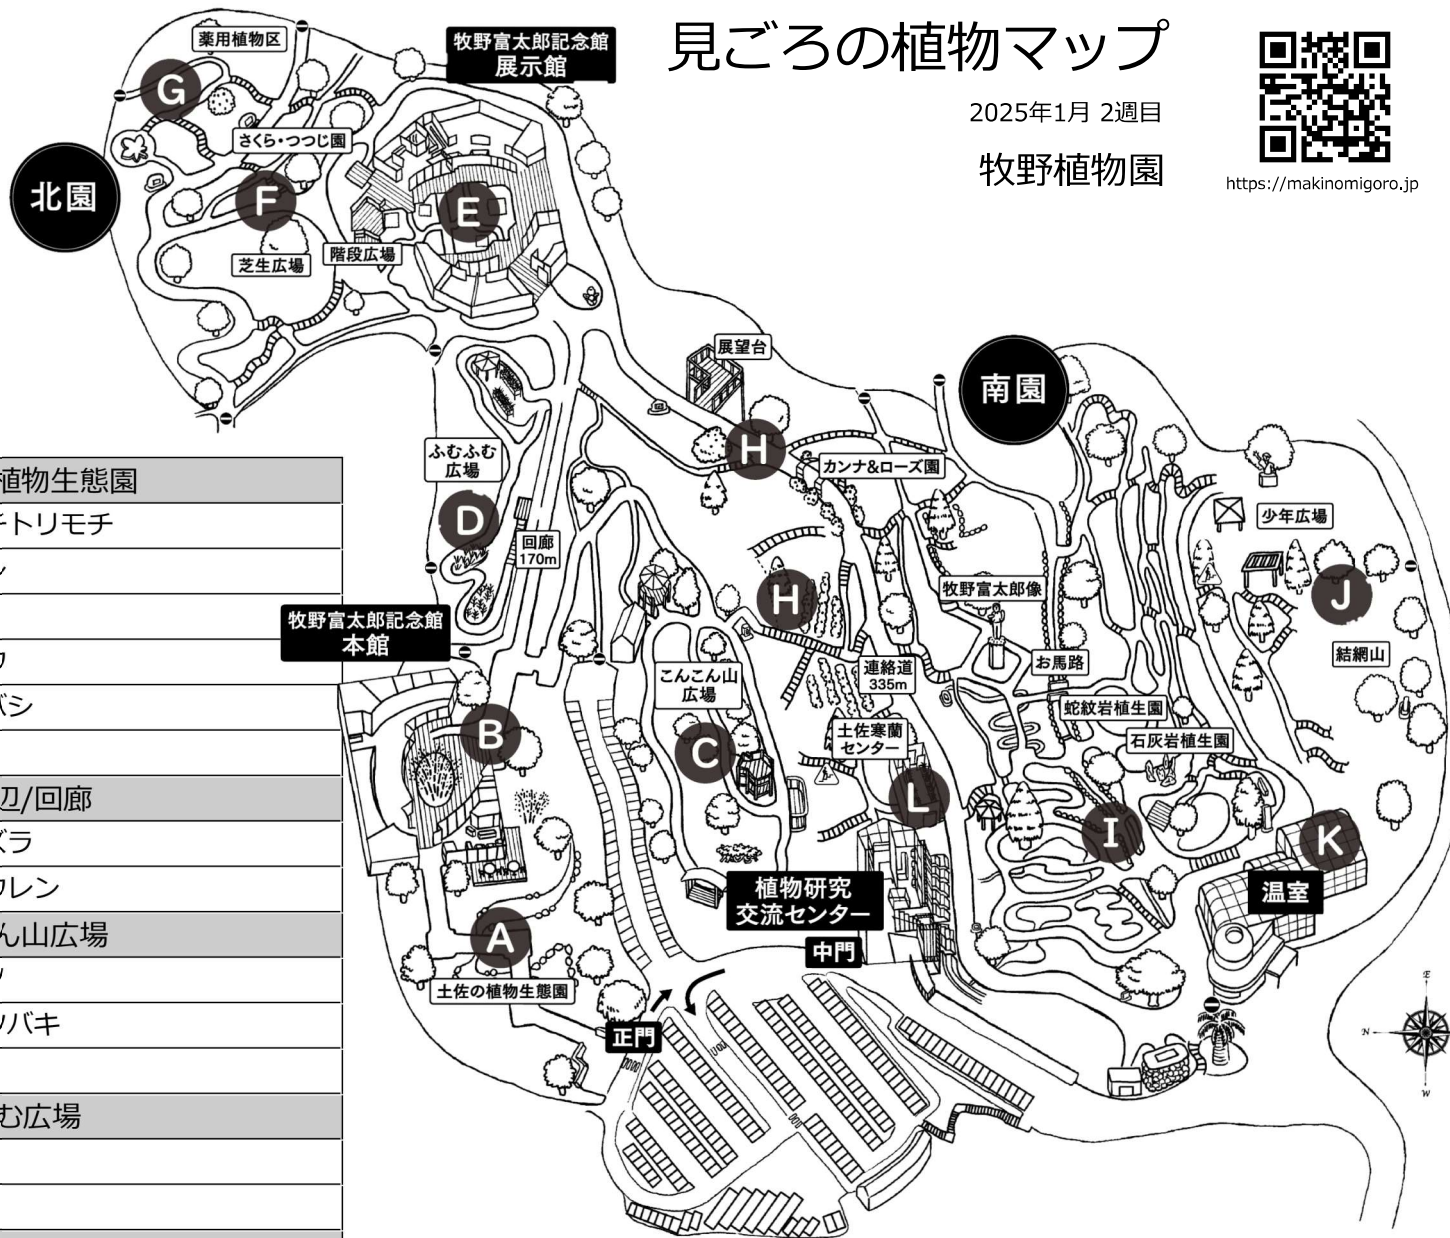 見ごろの植物マップ
2025年1月 2週目
牧野植物園
https://makinomigoro.jp
薬用植物区
牧野富太郎記念館
展示館
G
さくら・つつじ園
北園
F
E
階段広場
芝生広場
展望台
南園
ふむふむ
広場
H
カンナ&ローズ園
D
回廊
170m
少年広場
牧野富太郎像
H
J
牧野富太郎記念館
本館
連絡道
335m
お馬路
結網山
こんこん山
広場
蛇紋岩植生園
B
C
土佐寒蘭
センター
石灰岩植生園
L
I
K
植物研究
交流センター
温室
A
中門
土佐の植物生態園
正門
E
N
W
植物生態園
チトリモチ
バシ
辺/回廊
ズラ
ウレン
ん山広場
ツバキ
む広場